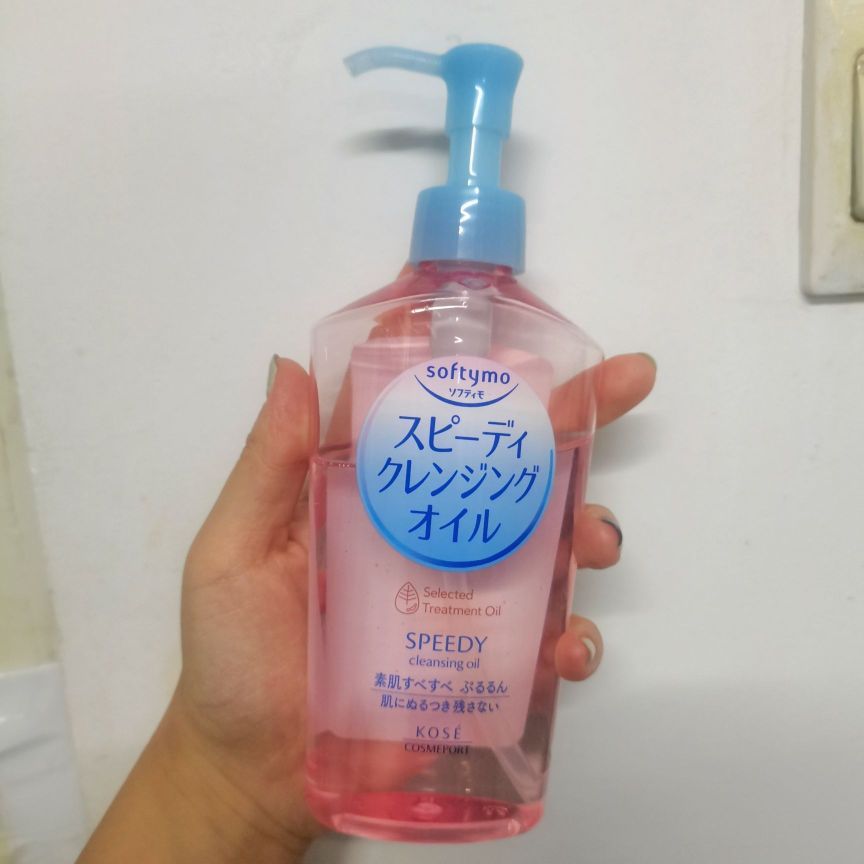 softymo
ソフティモ
スピーディ
クレンジング
オイル
Selected
Treatment Oil
SPEEDY
cleansing oil
素肌すべすべ ぷるるん
肌にぬるつき残さない
KOSÉ
COSMEPORT